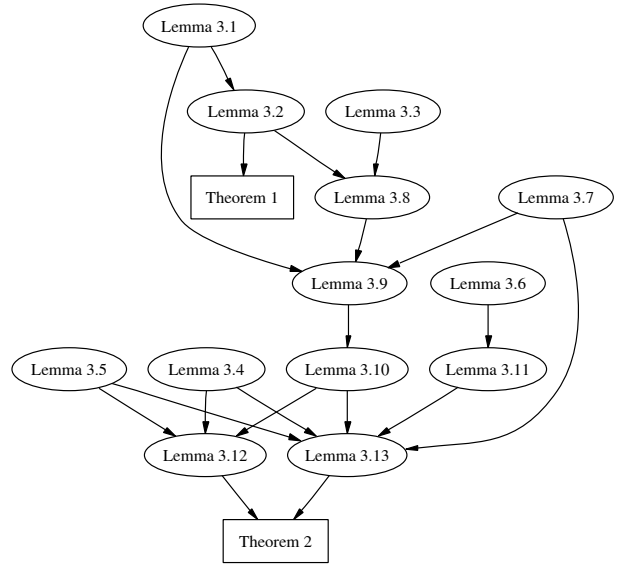 Lemma 3.1
Lemma 3.2
Lemma 3.3
Theorem 1
Lemma 3.8
Lemma 3.7
Lemma 3.9
Lemma 3.6
Lemma 3.5
Lemma 3.4
Lemma 3.10
Lemma 3.11
Lemma 3.12
Lemma 3.13
Theorem 2